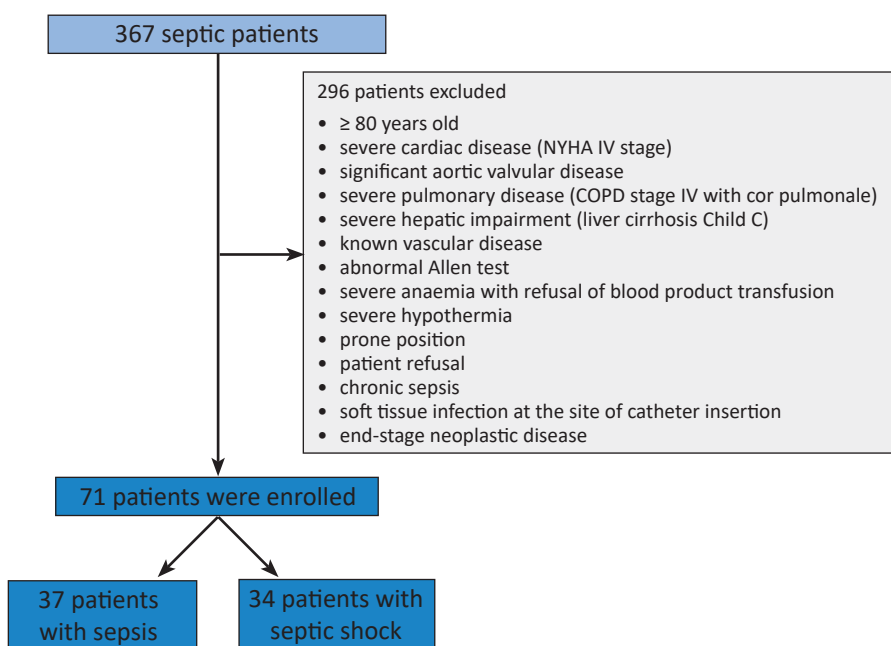 367 septic patients
296 patients excluded
• ≥ 80 years old
• severe cardiac disease (NYHA IV stage)
• significant aortic valvular disease
• severe pulmonary disease (COPD stage IV with cor pulmonale)
• severe hepatic impairment (liver cirrhosis Child C)
• known vascular disease
• abnormal Allen test
• severe anaemia with refusal of blood product transfusion
• severe hypothermia
• prone position
• patient refusal
• chronic sepsis
• soft tissue infection at the site of catheter insertion
• end-stage neoplastic disease
71 patients were enrolled
37 patients
with sepsis
34 patients with
septic shock